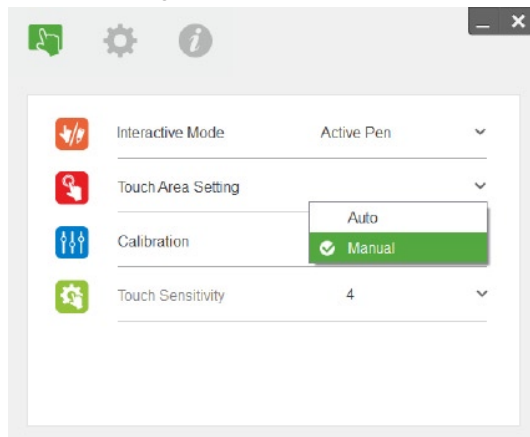 Interactive Mode Active Pen
Touch Area Setting
Auto
Calibration
Manual
Touch Sensitivity 4